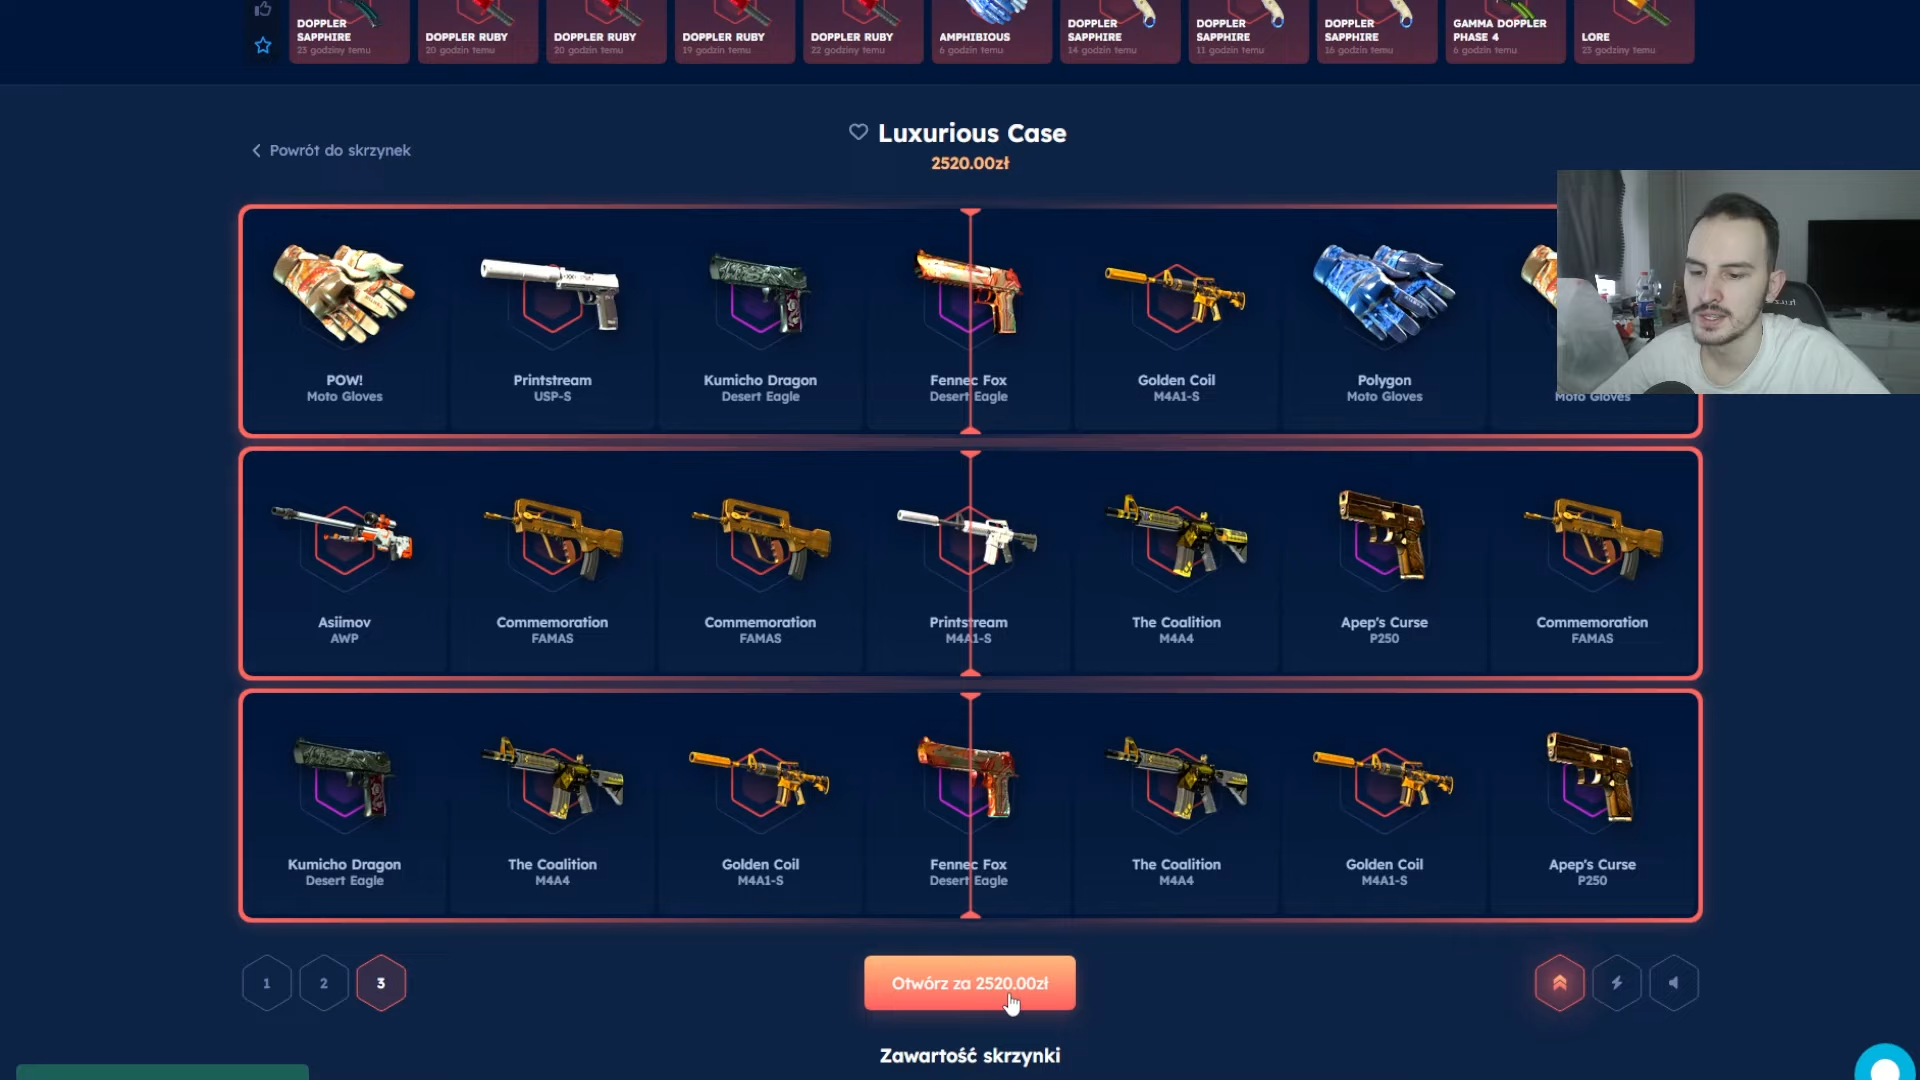 DOPPLER
SAPPHIRE
23 godziny temu
DOPPLER RUBY
20 godzin temu
DOPPLER RUBY
20 godzin temu
DOPPLER RUBY
19 godzin temu
DOPPLER RUBY
22 godziny temu
AMPHIBIOUS
6 godzin temu
DOPPLER
SAPPHIRE
14 godzin temu
DOPPLER
SAPPHIRE
11 godzin temu
DOPPLER
SAPPHIRE
16 godzin temu
GAMMA DOPPLER
PHASE 4
6 godzin temu
LORE
23 godziny temu
Powrót do skrzynek
Luxurious Case
2520.00zł
POW!
Moto Gloves
Printstream
USP-S
Kumicho Dragon
Desert Eagle
Fennec Fox
Desert Eagle
Golden Coil
M4A1-S
Polygon
Moto Gloves
Moto Gloves
Asiimov
AWP
Commemoration
FAMAS
Commemoration
FAMAS
Printstream
M4A1-S
The Coalition
M4A4
Apep's Curse
P250
Commemoration
FAMAS
Kumicho Dragon
Desert Eagle
The Coalition
M4A4
Golden Coil
M4A1-S
Fennec Fox
Desert Eagle
The Coalition
M4A4
Golden Coil
M4A1-S
Apep's Curse
P250
1 2 3
Otwórz za 2520.00zł
Zawartość skrzynki